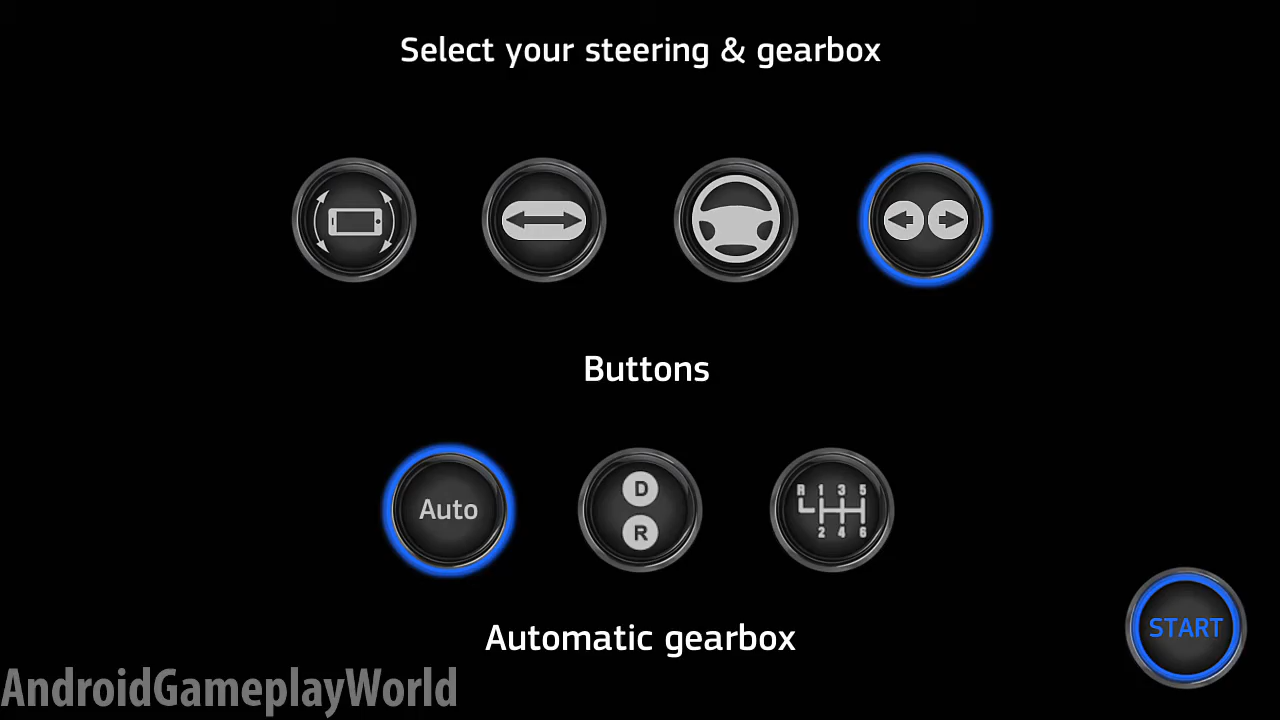 Select your steering & gearbox
Buttons
Auto
D
R
R 1 3 5
2 4 6
START
Automatic gearbox
AndroidGameplayWorld